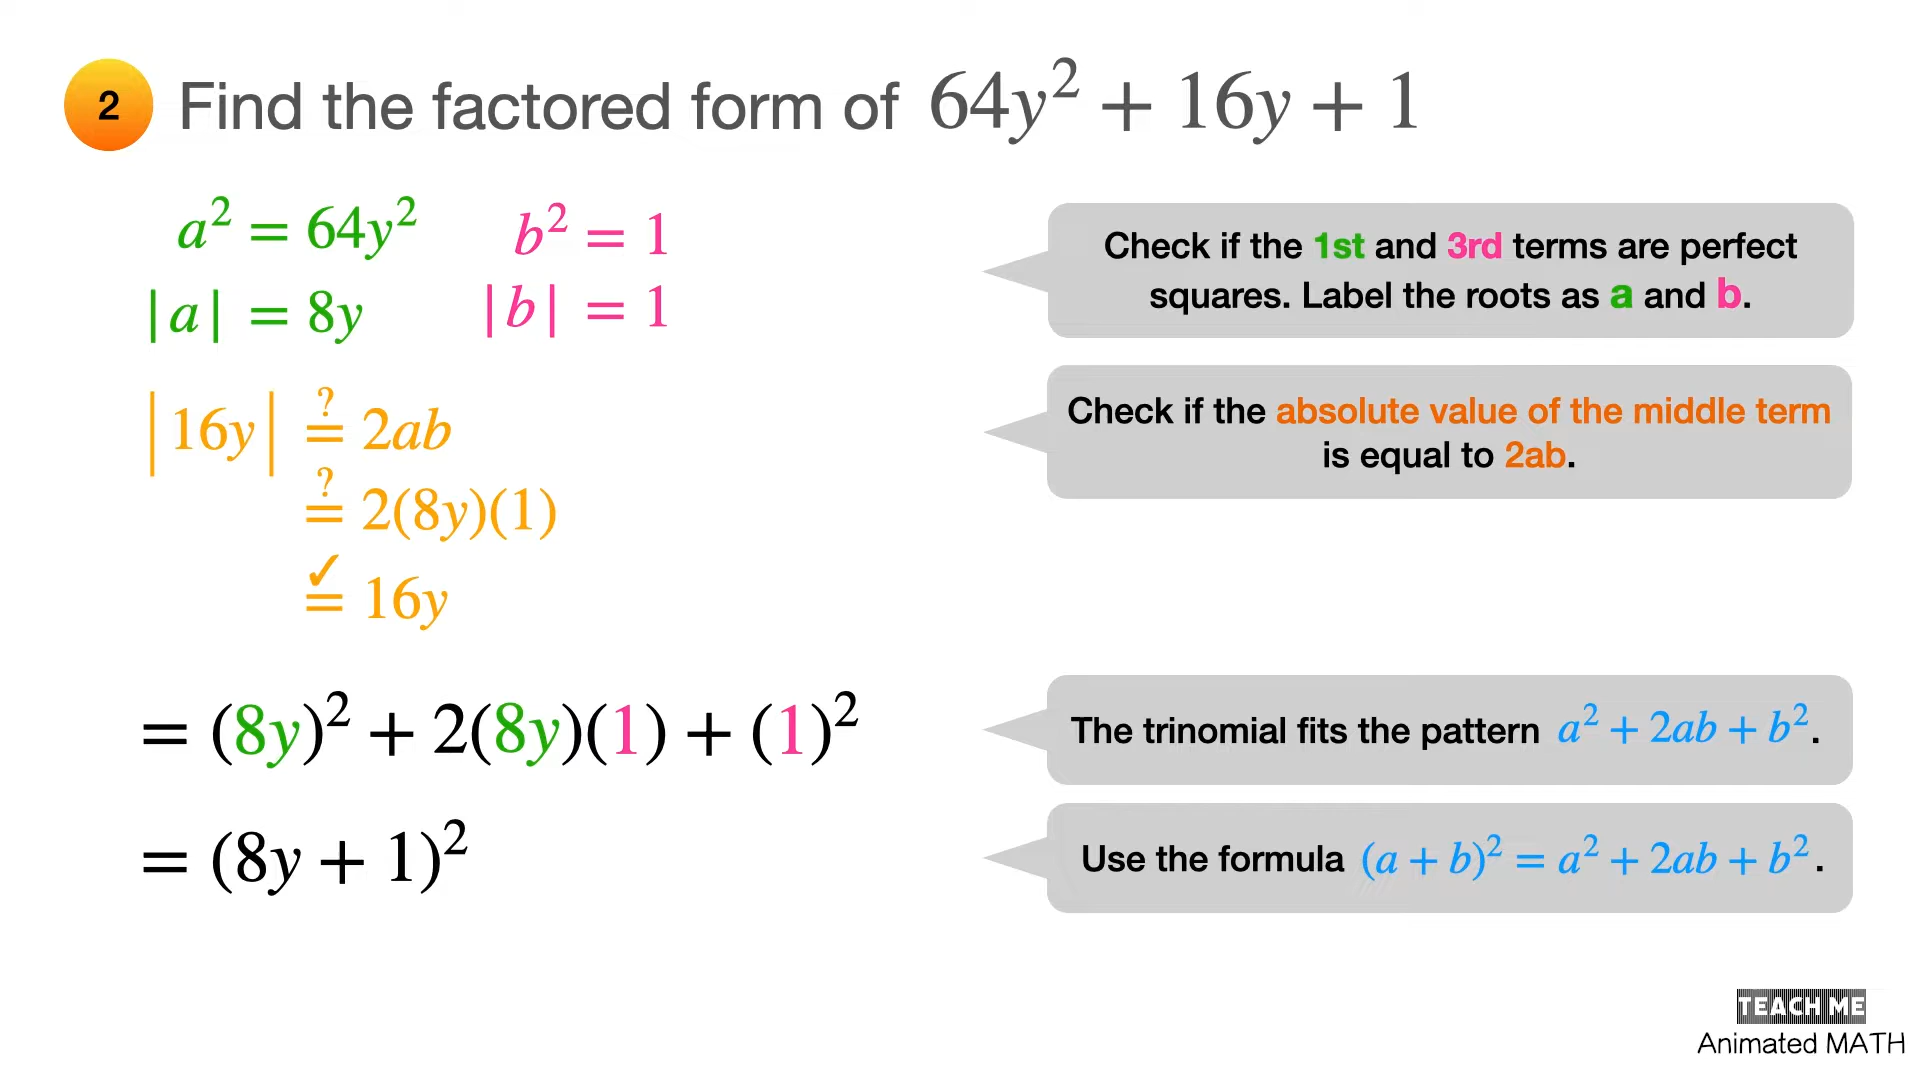 2 Find the factored form of 64y² + 16y + 1
a² = 64y² b² = 1
|a| = 8y |b| = 1
Check if the 1st and 3rd terms are perfect
squares. Label the roots as a and b.
|16y| ≟ 2ab
≟ 2(8y)(1)
✓
= 16y
Check if the absolute value of the middle term
is equal to 2ab.
= (8y)² + 2(8y)(1) + (1)²
The trinomial fits the pattern a² + 2ab + b².
= (8y + 1)²
Use the formula (a + b)² = a² + 2ab + b².
TEACH ME
Animated MATH